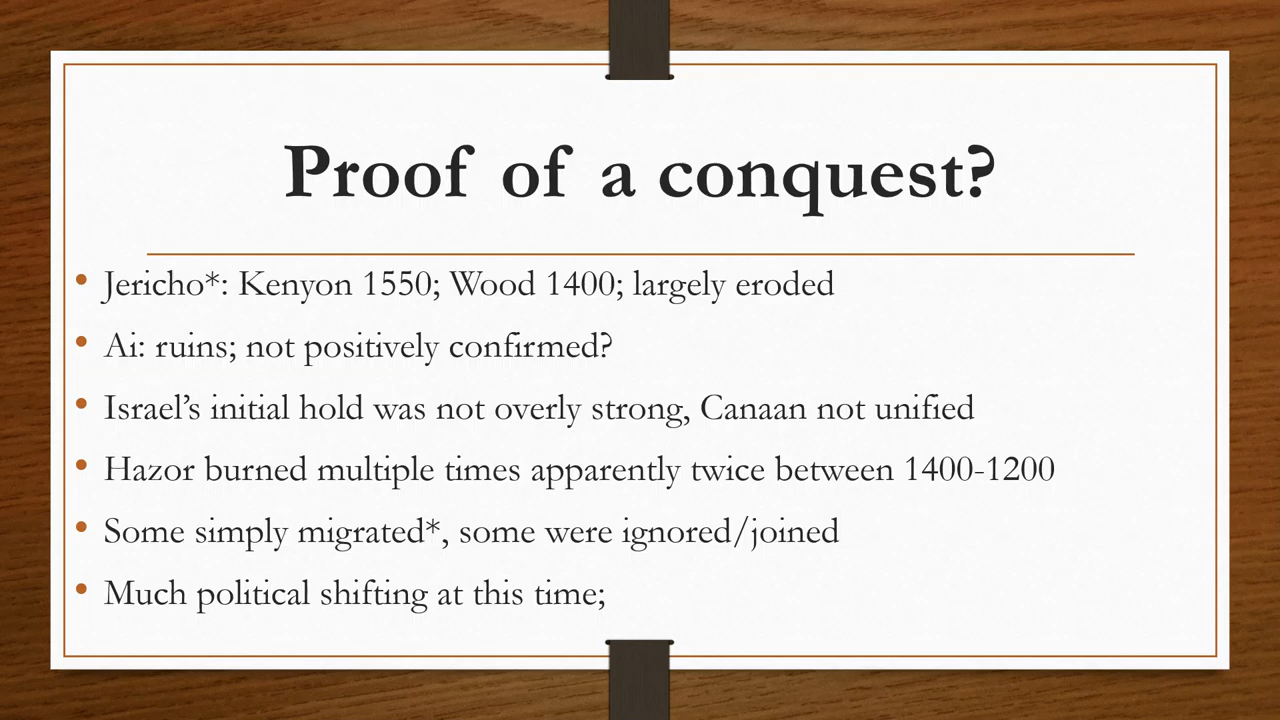 Proof of a conquest?
• Jericho*: Kenyon 1550; Wood 1400; largely eroded
• Ai: ruins; not positively confirmed?
• Israel’s initial hold was not overly strong, Canaan not unified
• Hazor burned multiple times apparently twice between 1400-1200
• Some simply migrated*, some were ignored/joined
• Much political shifting at this time;